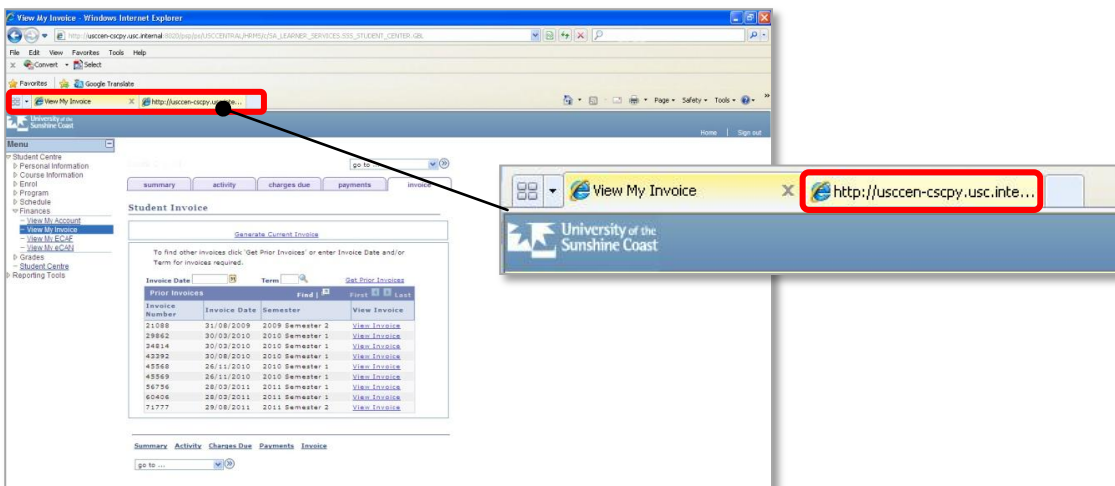 View My Invoice - Windows Internet Explorer
http://usccen-cscpy.usc.internal:8020/psp/ps/USCCENTRAL/HRMS/c/SA_LEARNER_SERVICES.SSS_STUDENT_CENTER.GBL
File Edit View Favorites Tools Help
Convert Select
Favorites Google Translate
View My Invoice http://usccen-cscpy.usc.inte...
Page Safety Tools
University of the
Sunshine Coast
Home | Sign out
Menu
Student Centre
Personal Information
Course Information
Enrol
Program
Schedule
Finances
View My Account
View My Invoice
View My ECAF
View My eCAN
Grades
Student Centre
Reporting Tools
go to ...
summary activity charges due payments invoice
Student Invoice
Generate Current Invoice
To find other invoices click 'Get Prior Invoices' or enter Invoice Date and/or
Term for invoices required.
Invoice Date Term Get Prior Invoices
Prior Invoices Find | First Last
Invoice Number Invoice Date Semester View Invoice
21088 31/08/2009 2009 Semester 2 View Invoice
29862 30/03/2010 2010 Semester 1 View Invoice
34814 30/03/2010 2010 Semester 1 View Invoice
43392 30/08/2010 2010 Semester 1 View Invoice
45568 26/11/2010 2010 Semester 1 View Invoice
45569 26/11/2010 2010 Semester 1 View Invoice
56756 28/03/2011 2011 Semester 1 View Invoice
60406 28/03/2011 2011 Semester 1 View Invoice
71777 29/08/2011 2011 Semester 2 View Invoice
Summary Activity Charges Due Payments Invoice
go to ...
View My Invoice http://usccen-cscpy.usc.inte...
University of the
Sunshine Coast